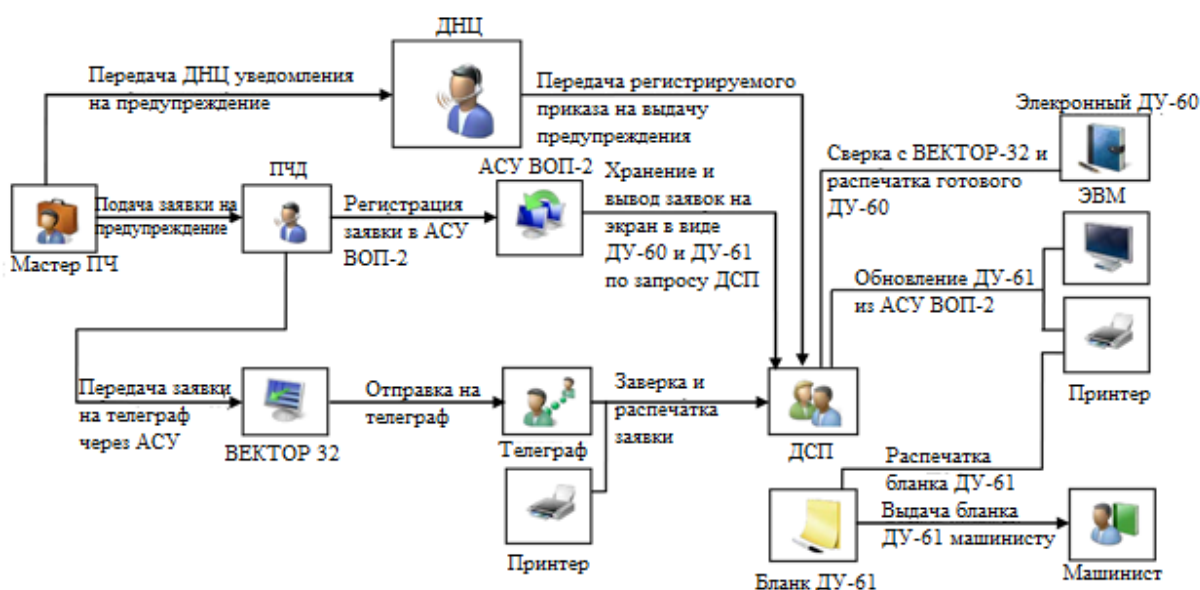 ДНЦ
Передача ДНЦ уведомления
на предупреждение
Передача регистрируемого
приказа на выдачу
предупреждения
Элекронный ДУ-60
ПЧД
АСУ ВОП-2
Хранение и
вывод заявок на
экран в виде
ДУ-60 и ДУ-61
по запросу ДСП
Сверка с ВЕКТОР-32 и
распечатка готового
ДУ-60
ЭВМ
Подача заявки на
предупреждение
Регистрация
заявки в АСУ
ВОП-2
Мастер ПЧ
Обновление ДУ-61
из АСУ ВОП-2
Передача заявки
на телеграф
через АСУ
Отправка на
телеграф
Заверка и
распечатка
заявки
Принтер
ВЕКТОР 32
Телеграф
ДСП
Распечатка
бланка ДУ-61
Выдача бланка
ДУ-61 машинисту
Принтер
Бланк ДУ-61
Машинист